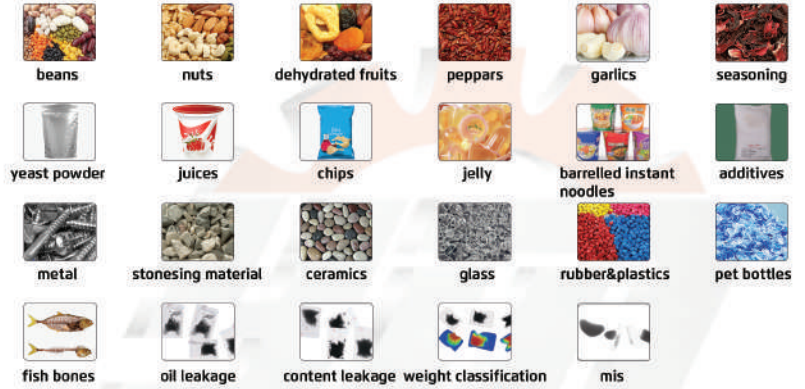 beans
nuts
dehydrated fruits
peppars
garlics
seasoning
yeast powder
juices
chips
jelly
barrelled instant
noodles
additives
metal
stonesing material
ceramics
glass
rubber&plastics
pet bottles
fish bones
oil leakage
content leakage
weight classification
mis